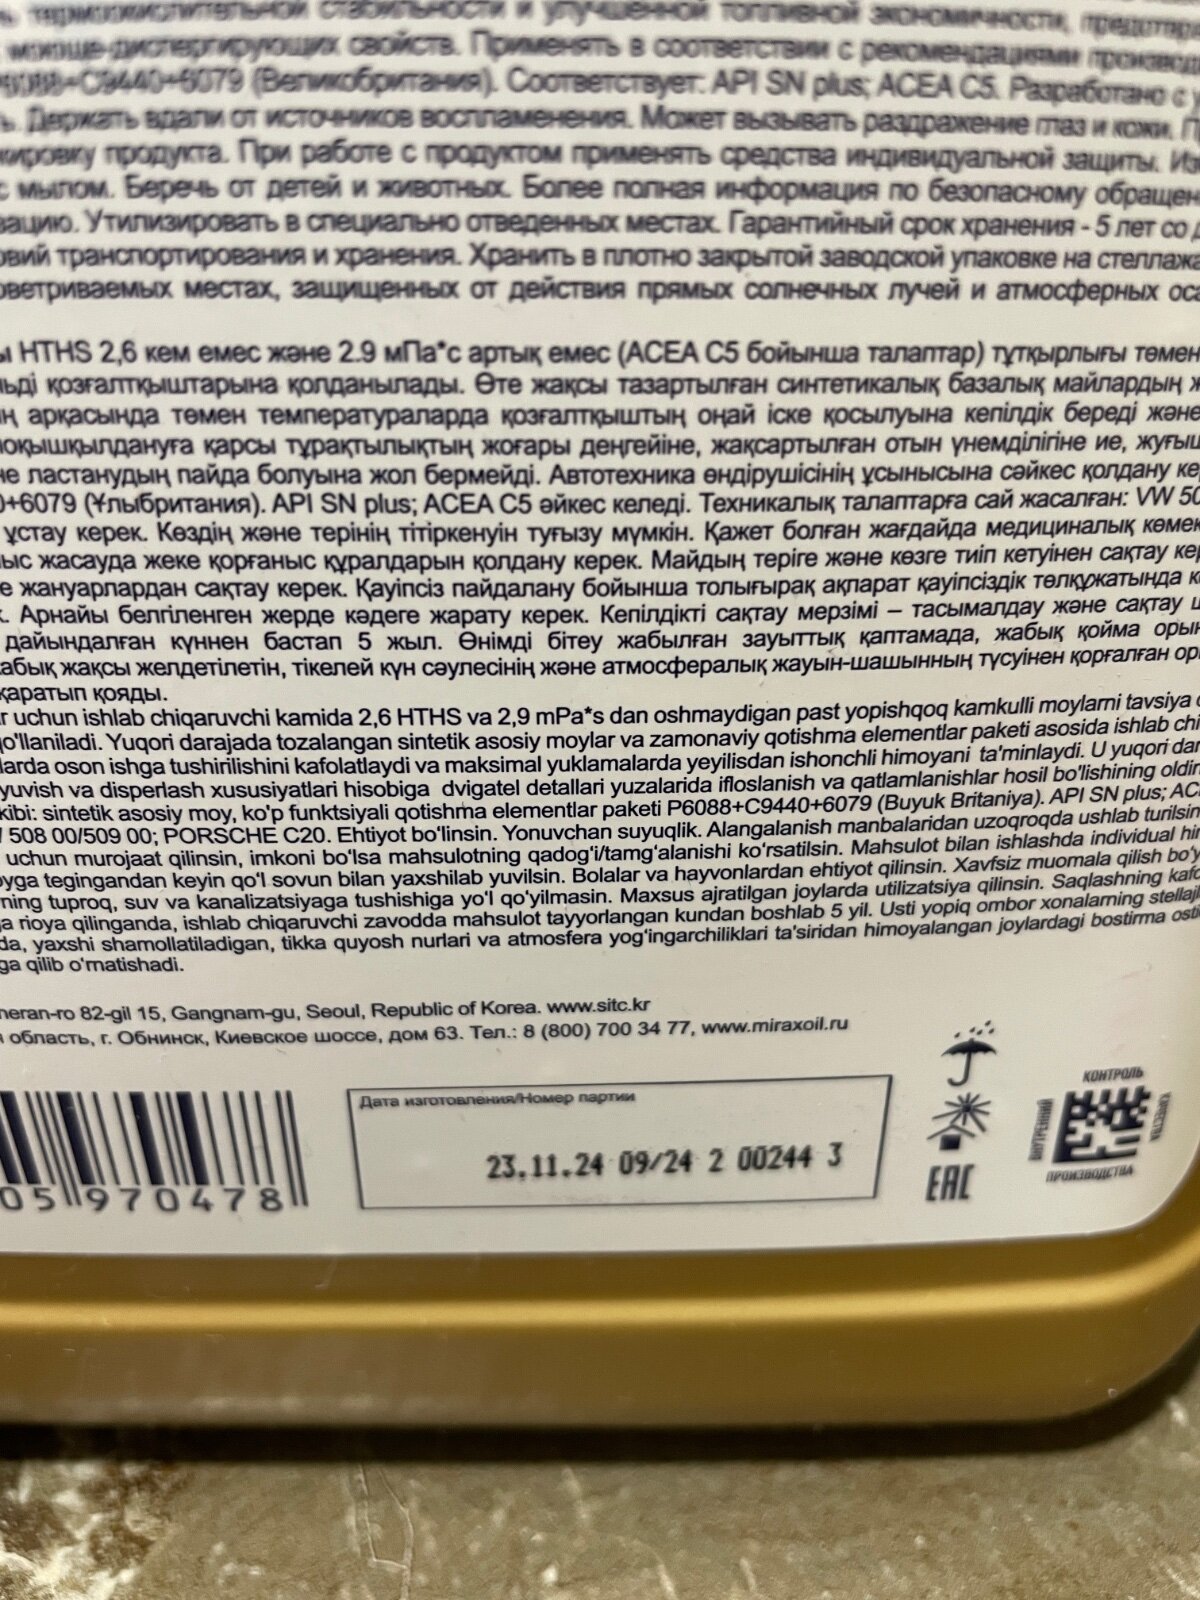 термоокислительной стабильности и улучшенной топливной экономичности,
моюще-диспергирующих свойств. Применять в соответствии с рекомендациями
6088+C9440+6079 (Великобритания). Соответствует: API SN plus; ACEA C5. Разработано с
Держать вдали от источников воспламенения. Может вызывать раздражение глаз и кожи.
продукта. При работе с продуктом применять средства индивидуальной защиты.
с мылом. Беречь от детей и животных. Более полная информация по безопасному
Утилизировать в специально отведенных местах. Гарантийный срок хранения - 5 лет со
транспортирования и хранения. Хранить в плотно закрытой заводской упаковке на
местах, защищенных от действия прямых солнечных лучей и атмосферных
HTHS 2,6 кем емес және 2.9 мПа*с артық емес (ACEA C5 бойынша талаптар) тұтқырлығы төмен
қозғалтқыштарына қолданылады. Өте жақсы тазартылған синтетикалық базалық майлардың
арқасында төмен температураларда қозғалтқыштың оңай іске қосылуына кепілдік береді және
қарсы тұрақтылықтың жоғары деңгейіне, жақсартылған отын үнемділігіне ие,
ластанудың пайда болуына жол бермейді. Автотехника өндірушісінің ұсынысына сәйкес қолдану
0+6079 (Ұлыбритания). API SN plus; ACEA C5 әйкес келеді. Техникалық талаптарға сай жасалған: VW 50
ұстау керек. Көздің және терінің тітіркенуін туғызу мүмкін. Қажет болған жағдайда медициналық көмек
жасауда жеке қорғаныс құралдарын қолдану керек. Майдың теріге және көзге тиіп кетуінен сақтау
жануарлардан сақтау керек. Қауіпсіз пайдалану бойынша толығырақ ақпарат қауіпсіздік төлқұжатында
Арнайы белгіленген жерде кәдеге жарату керек. Кепілдікті сақтау мерзімі – тасымалдау және сақтау
дайындалған күннен бастап 5 жыл. Өнімді бітеу жабылған зауыттық қаптамада, жабық қойма
жақсы желдетілетін, тікелей күн сәулесінің және атмосфералық жауын-шашынның түсуінен қорғалған
қаратып қояды.
uchun ishlab chiqaruvchi kamida 2,6 HTHS va 2,9 mPa*s dan oshmaydigan past yopishqoq kamkulli moylarni tavsiya
qo'llaniladi. Yuqori darajada tozalangan sintetik asosiy moylar va zamonaviy qotishma elementlar paketi asosida ishlab
larda oson ishga tushirilishini kafolatlaydi va maksimal yuklamalarda yeyilisdan ishonchli himoyani ta'minlaydi. U yuqori
yuvish va disperlash xususiyatlari hisobiga dvigatel detallari yuzalarida ifloslanish va qatlamlanishlar hosil bo'lishining
kibi: sintetik asosiy moy, ko'p funktsiyali qotishma elementlar paketi P6088+C9440+6079 (Buyuk Britaniya). API SN plus;
508 00/509 00; PORSCHE C20. Ehtiyot bo'linsin. Yonuvchan suyuqlik. Alangalanish manbalaridan uzoqroqda ushlab turilsin
uchun murojaat qilinsin, imkoni bo'lsa mahsulotning qadog'i/tamg'alanishi ko'rsatilsin. Mahsulot bilan ishlashda individual
oyga tegingandan keyin qo'l sovun bilan yaxshilab yuvilsin. Bolalar va hayvonlardan ehtiyot qilinsin. Xavfsiz muomala qilish
ning tuproq, suv va kanalizatsiyaga tushishiga yo'l qo'yilmasin. Maxsus ajratilgan joylarda utilizatsiya qilinsin. Saqlashning
rioya qilinganda, ishlab chiqaruvchi zavodda mahsulot tayyorlangan kundan boshlab 5 yil. Usti yopiq ombor xonalarning
da, yaxshi shamollatiladigan, tikka quyosh nurlari va atmosfera yog'ingarchiliklari ta'siridan himoyalangan joylardagi bostirma
ga qilib o'rnatishadi.
heran-ro 82-gil 15, Gangnam-gu, Seoul, Republic of Korea. www.sitc.kr
область, г. Обнинск, Киевское шоссе, дом 63. Тел.: 8 (800) 700 34 77, www.miraxoil.ru
Дата изготовления/Номер партии
23.11.24 09/24 2 00244 3
05 970478
EAC
КОНТРОЛЬ
КАЧЕСТВА
ВНУТРЕННИЙ
ПРОИЗВОДСТВА